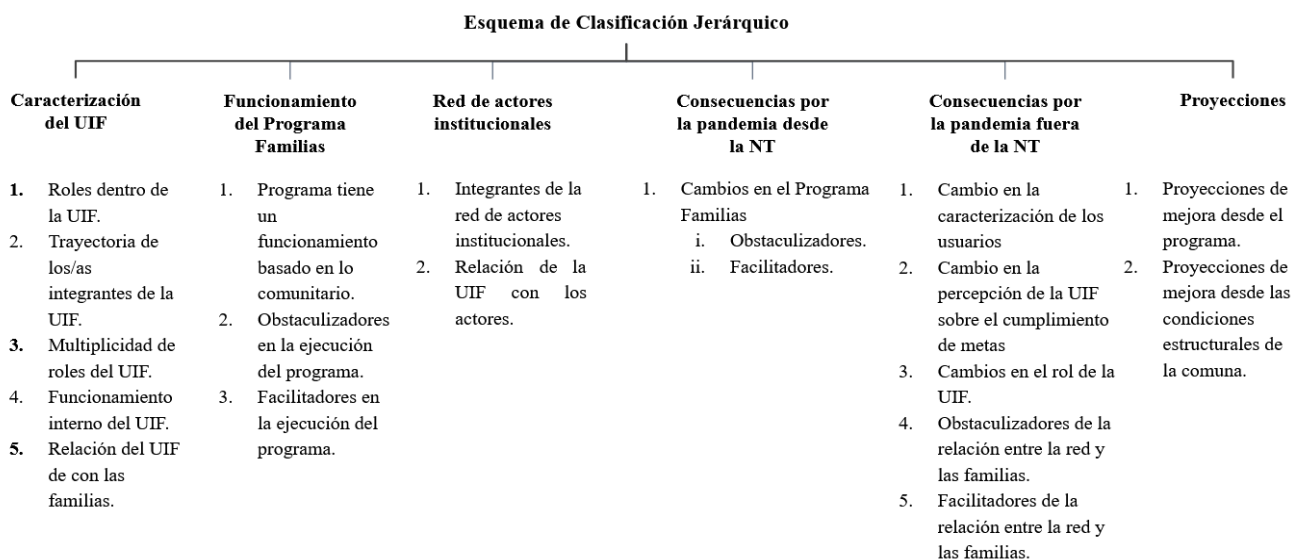 Esquema de Clasificación Jerárquico
Caracterización
del UIF
1. Roles dentro de
la UIF.
2. Trayectoria de
los/as
integrantes de la
UIF.
3. Multiplicidad de
roles del UIF.
4. Funcionamiento
interno del UIF.
5. Relación del UIF
de con las
familias.
Funcionamiento
del Programa
Familias
1. Programa tiene
un
funcionamiento
basado en lo
comunitario.
2. Obstaculizadores
en la ejecución
del programa.
3. Facilitadores en
la ejecución del
programa.
Red de actores
institucionales
1. Integrantes de la
red de actores
institucionales.
2. Relación de la
UIF con los
actores.
Consecuencias por
la pandemia desde
la NT
1. Cambios en el Programa
Familias
i. Obstaculizadores.
ii. Facilitadores.
Consecuencias por
la pandemia fuera
de la NT
1. Cambio en la
caracterización de los
usuarios
2. Cambio en la
percepción de la UIF
sobre el cumplimiento
de metas
3. Cambios en el rol de la
UIF.
4. Obstaculizadores de la
relación entre la red y
las familias.
5. Facilitadores de la
relación entre la red y
las familias.
Proyecciones
1. Proyecciones de
mejora desde el
programa.
2. Proyecciones de
mejora desde las
condiciones
estructurales de
la comuna.